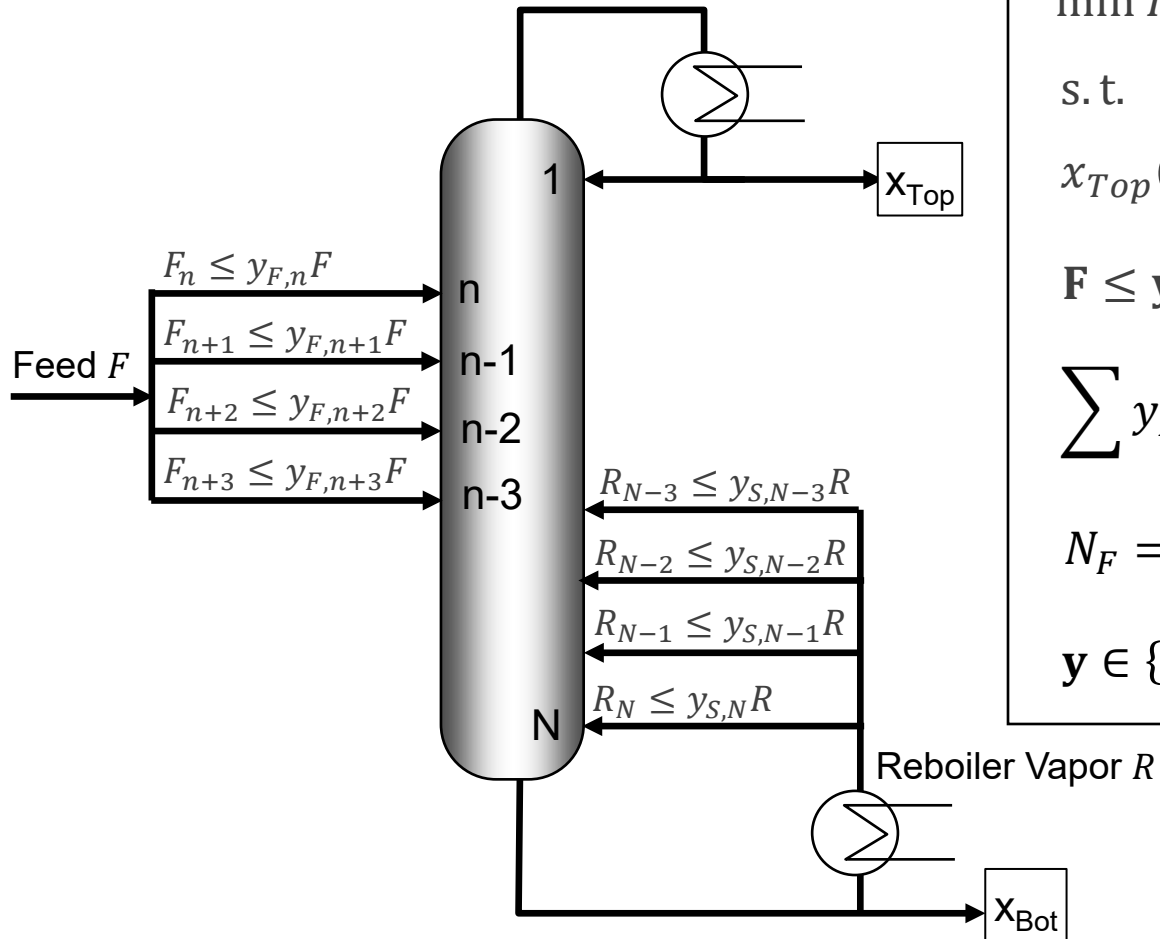 1
x_Top
F_n ≤ y_{F,n}F
n
F_{n+1} ≤ y_{F,n+1}F
n-1
Feed F
F_{n+2} ≤ y_{F,n+2}F
n-2
F_{n+3} ≤ y_{F,n+3}F
n-3
R_{N−3} ≤ y_{S,N−3}R
R_{N−2} ≤ y_{S,N−2}R
R_{N−1} ≤ y_{S,N−1}R
R_N ≤ y_{S,N}R
N
Reboiler Vapor R
x_Bot
s. t.
x_{Top}(
F ≤ y
∑ y
N_F =
y ∈ {